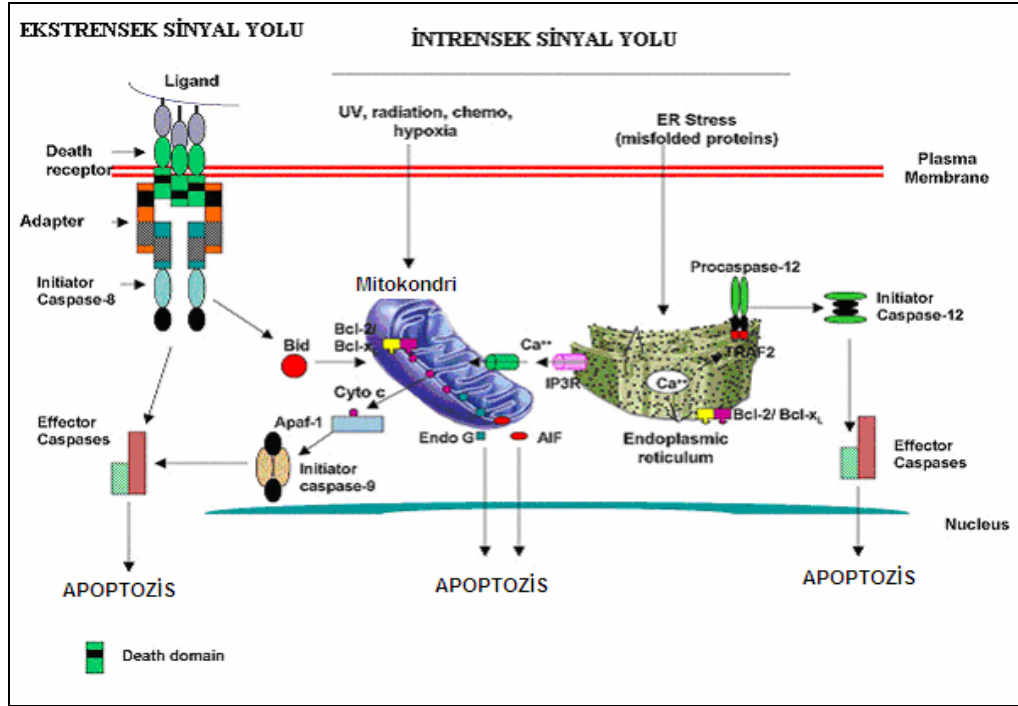 EKSTRENSEK SİNYAL YOLU
İNTRENSEK SİNYAL YOLU
Ligand
UV, radiation, chemo,
hypoxia
ER Stress
(misfolded proteins)
Death
receptor
Plasma
Membrane
Adapter
Initiator
Caspase-8
Mitokondri
Procaspase-12
Initiator
Caspase-12
Bid
Bcl-2/
Bcl-x
Ca⁺⁺
IP3R
TRAF2
Ca⁺⁺
Cyto c
Apaf-1
Endo G
AIF
Bcl-2/ Bcl-xL
Endoplasmic
reticulum
Effector
Caspases
Initiator
caspase-9
Effector
Caspases
Nucleus
APOPTOZİS
APOPTOZİS
APOPTOZİS
Death domain